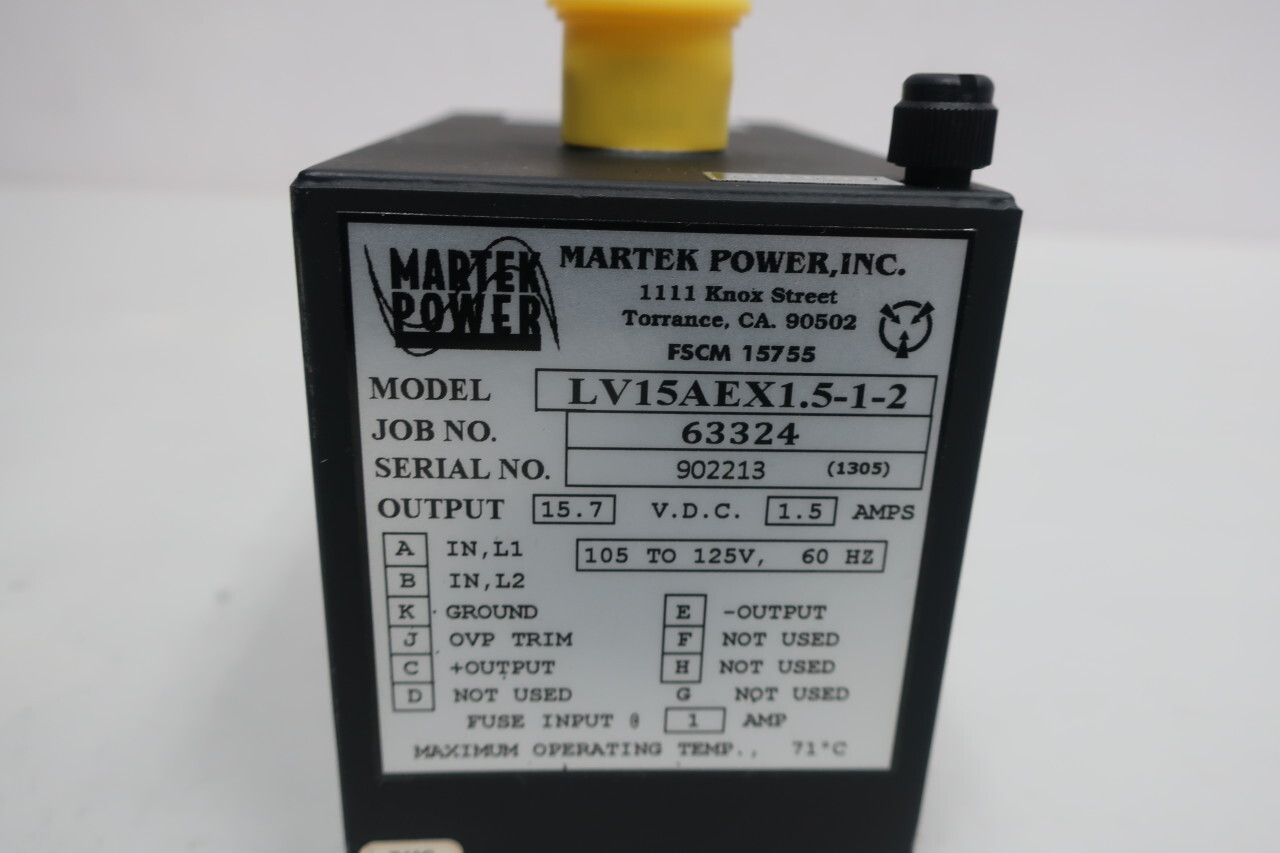 MARTEK POWER
MARTEK POWER,INC.
1111 Knox Street
Torrance, CA. 90502
FSCM 15755
MODEL LV15AEX1.5-1-2
JOB NO. 63324
SERIAL NO. 902213 (1305)
OUTPUT 15.7 V.D.C. 1.5 AMPS
A IN,L1 105 TO 125V, 60 HZ
B IN,L2
K GROUND E -OUTPUT
J OVP TRIM F NOT USED
C +OUTPUT H NOT USED
D NOT USED G NOT USED
FUSE INPUT @ 1 AMP
MAXIMUM OPERATING TEMP., 71°C